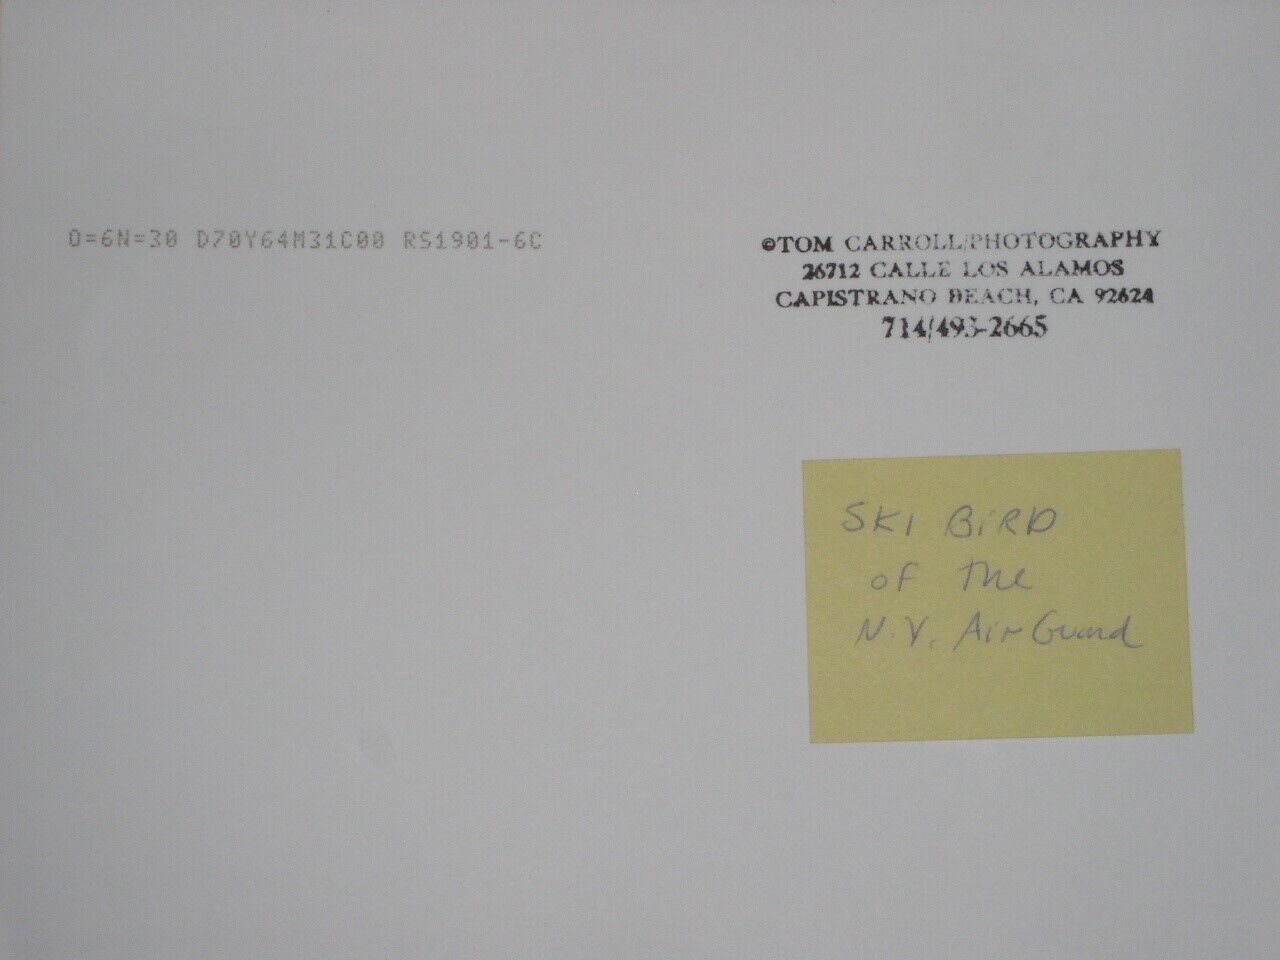 0=6N=30 D70Y64M31C00 RS1901-6C
©TOM CARROLL/PHOTOGRAPHY
26712 CALLE LOS ALAMOS
CAPISTRANO BEACH, CA 92624
714/493-2665
SKI BIRD
of the
N.Y. Air Guard